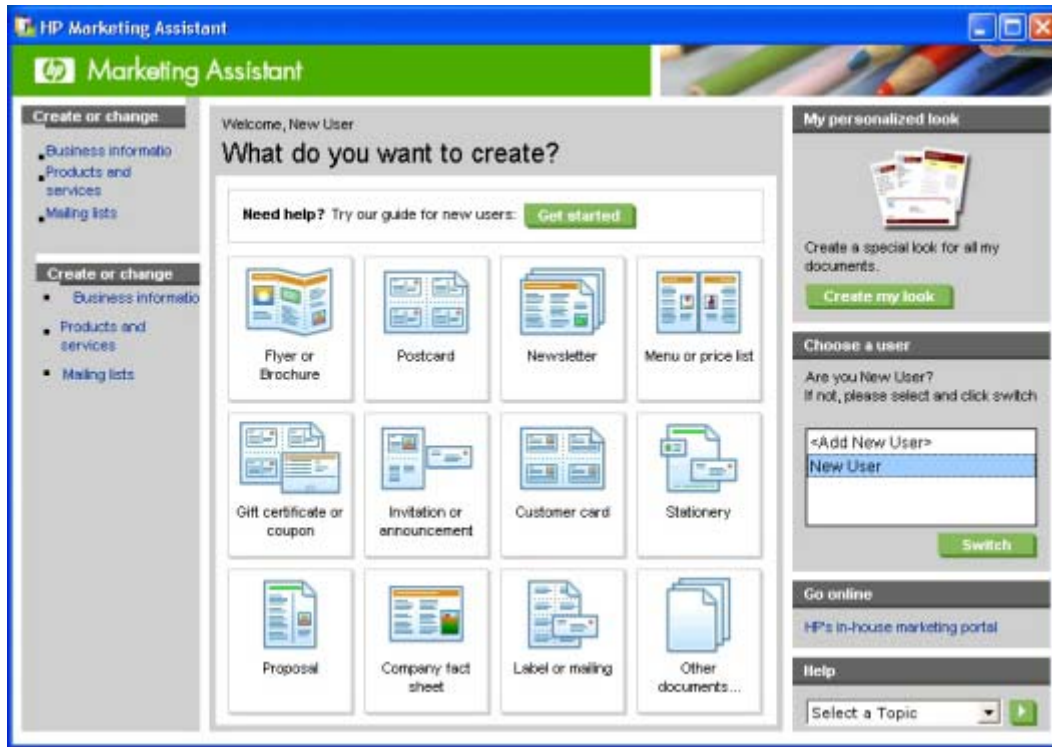 HP Marketing Assistant
hp Marketing Assistant
Create or change
Business informatio
Products and
services
Mailing lists
Create or change
Business informatio
Products and
services
Mailing lists
Welcome, New User
What do you want to create?
Need help? Try our guide for new users: Get started
Flyer or
Brochure
Postcard
Newsletter
Menu or price list
Gift certificate or
coupon
Invitation or
announcement
Customer card
Stationery
Proposal
Company fact
sheet
Label or mailing
Other
documents...
My personalized look
Create a special look for all my
documents.
Create my look
Choose a user
Are you New User?
If not, please select and click switch
<Add New User>
New User
Switch
Go online
HP's in-house marketing portal
Help
Select a Topic